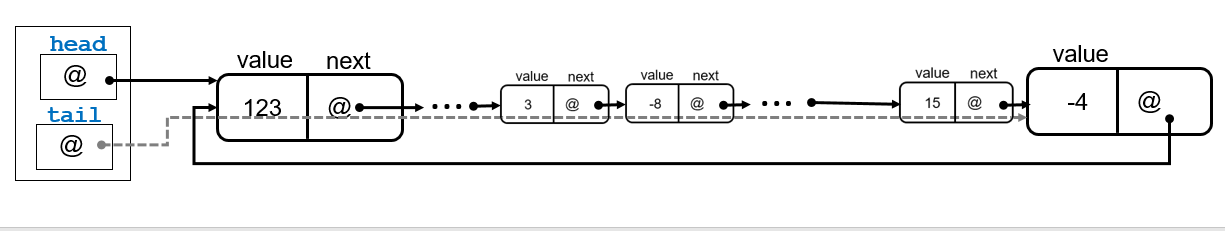 head
@
tail
@
value next
123 @
....
value next
3 @
value next
-8 @
....
value next
15 @
value
-4 @